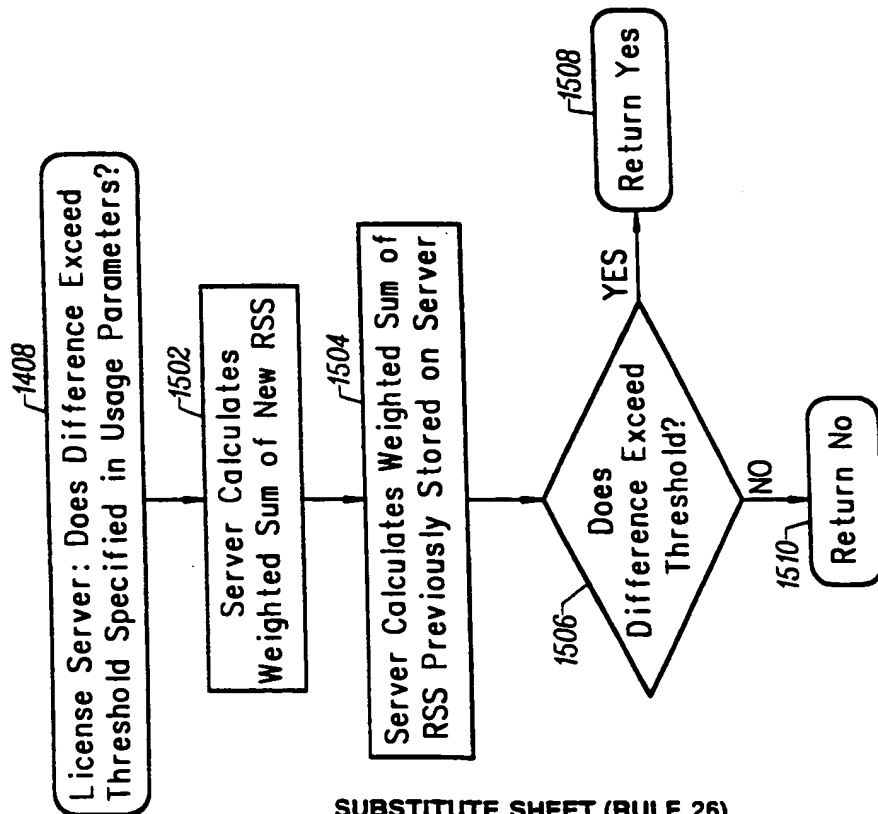 1408
License Server: Does Difference Exceed
Threshold Specified in Usage Parameters?
1502
Server Calculates
Weighted Sum of New RSS
1504
Server Calculates Weighted Sum of
RSS Previously Stored on Server
1506
Does
Difference Exceed
Threshold?
YES
1508
Return Yes
NO
1510
Return No
SUBSTITUTE SHEET (RULE 26)